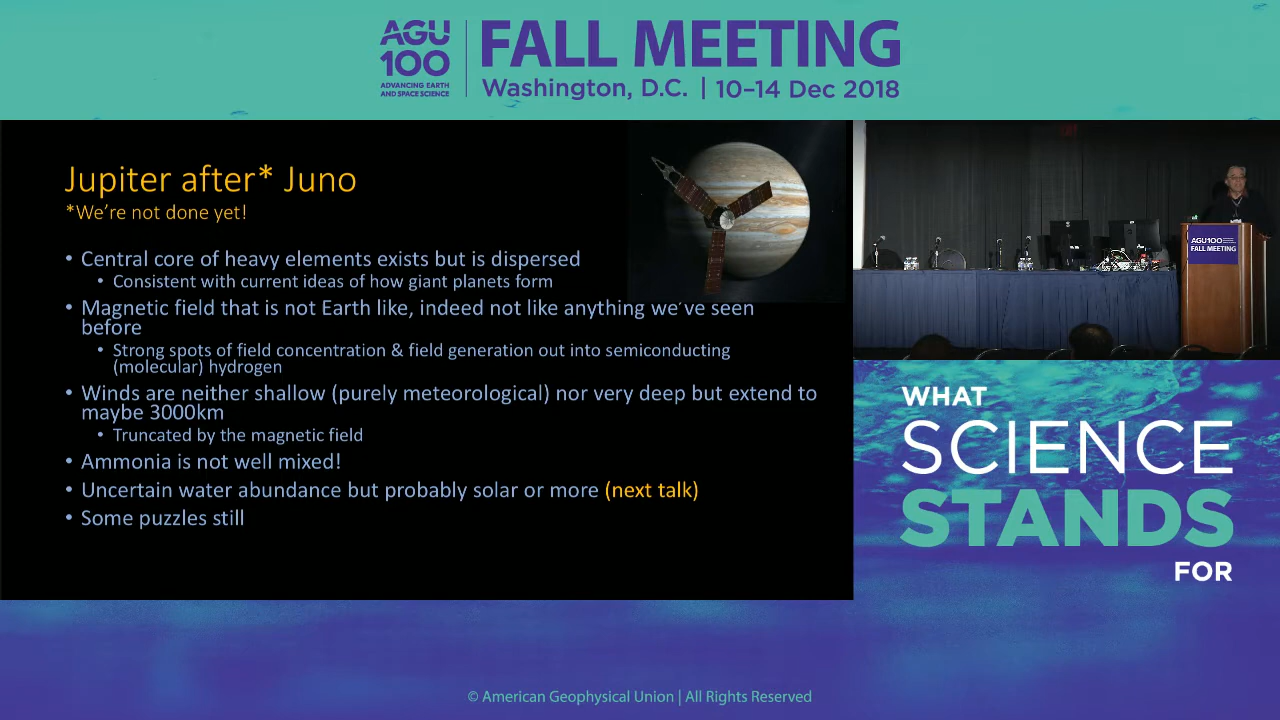 AGU
100
ADVANCING EARTH
AND SPACE SCIENCE
FALL MEETING
Washington, D.C. | 10–14 Dec 2018
Jupiter after* Juno
*We're not done yet!
• Central core of heavy elements exists but is dispersed
• Consistent with current ideas of how giant planets form
• Magnetic field that is not Earth like, indeed not like anything we've seen
before
• Strong spots of field concentration & field generation out into semiconducting
(molecular) hydrogen
• Winds are neither shallow (purely meteorological) nor very deep but extend to
maybe 3000km
• Truncated by the magnetic field
• Ammonia is not well mixed!
• Uncertain water abundance but probably solar or more (next talk)
• Some puzzles still
AGU100
FALL MEETING
WHAT
SCIENCE
STANDS
FOR
© American Geophysical Union | All Rights Reserved